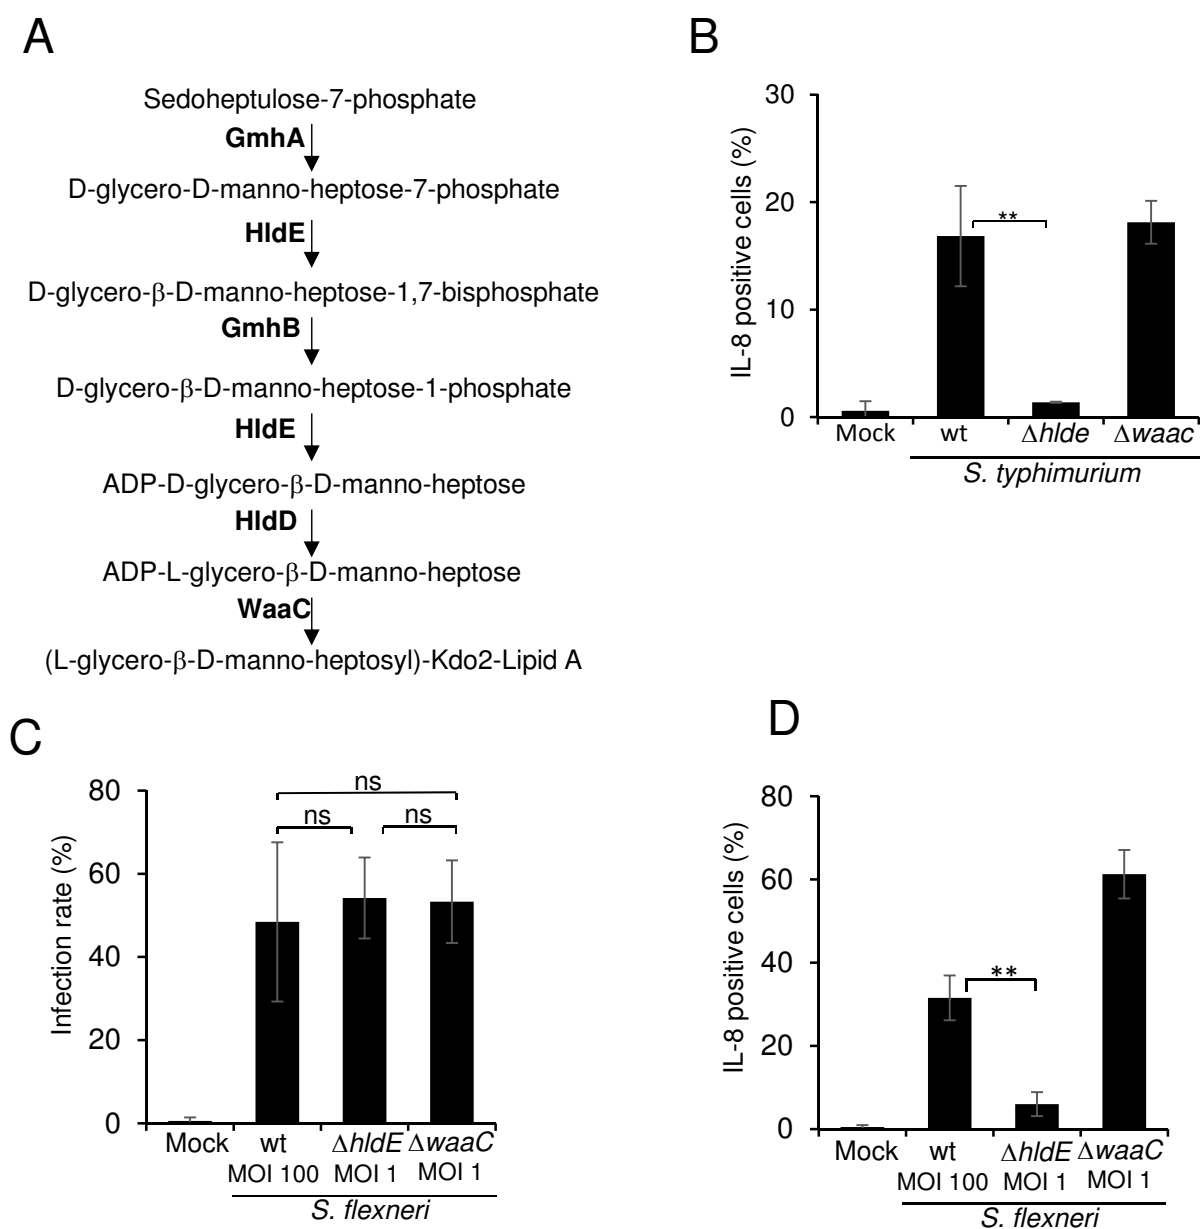 A
Sedoheptulose-7-phosphate
GmhA
D-glycero-D-manno-heptose-7-phosphate
HldE
D-glycero-β-D-manno-heptose-1,7-bisphosphate
GmhB
D-glycero-β-D-manno-heptose-1-phosphate
HldE
ADP-D-glycero-β-D-manno-heptose
HldD
ADP-L-glycero-β-D-manno-heptose
WaaC
(L-glycero-β-D-manno-heptosyl)-Kdo2-Lipid A
B
IL-8 positive cells (%)
30
20
10
0
**
Mock wt Δhlde Δwaac
S. typhimurium
C
Infection rate (%)
80
60
40
20
0
ns
ns ns
Mock wt ΔhldE ΔwaaC
MOI 100 MOI 1 MOI 1
S. flexneri
D
IL-8 positive cells (%)
80
60
40
20
0
**
Mock wt ΔhldE ΔwaaC
MOI 100 MOI 1 MOI 1
S. flexneri